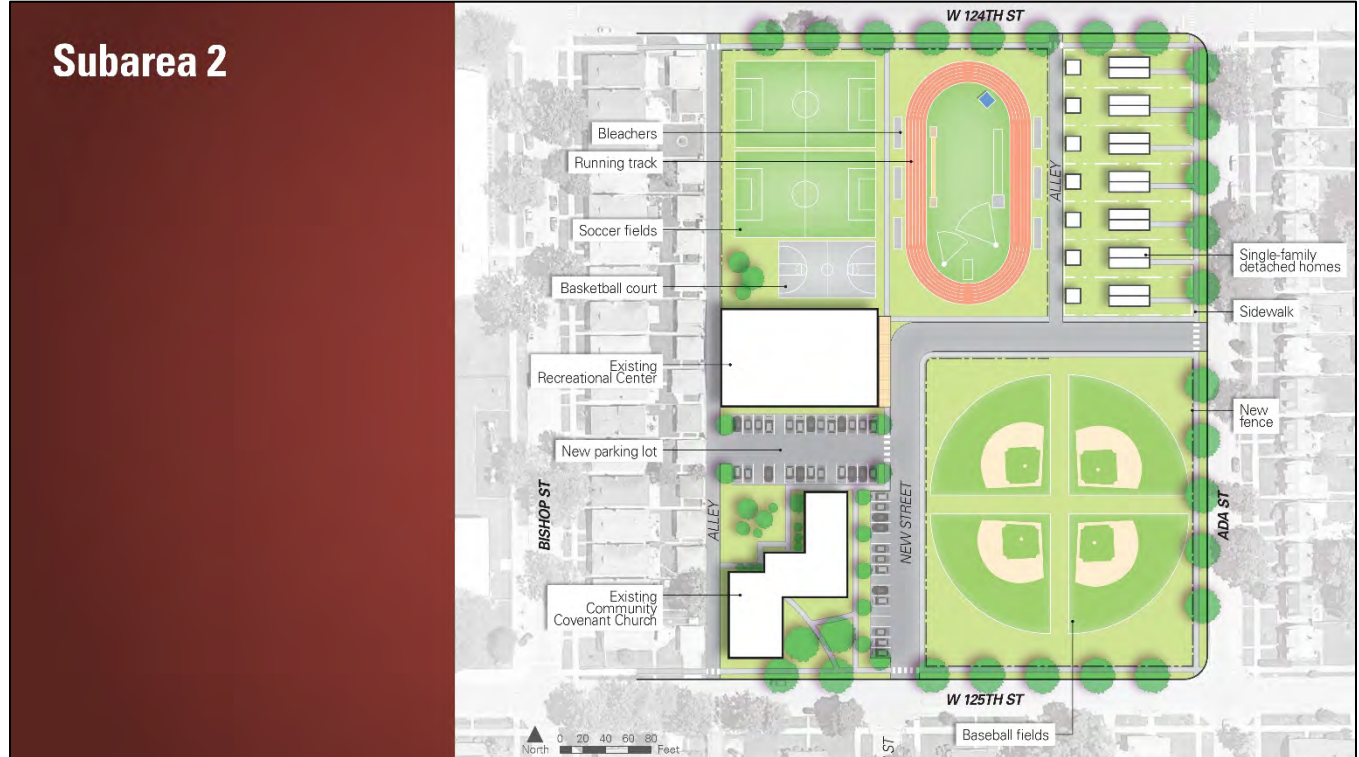 Subarea 2
W 124TH ST
Bleachers
Running track
ALLEY
Soccer fields
Single-family
detached homes
Basketball court
Sidewalk
Existing
Recreational Center
New
fence
New parking lot
BISHOP ST
ALLEY
NEW STREET
ADA ST
Existing
Community
Covenant Church
W 125TH ST
Baseball fields
North
0 20 40 60 80
Feet
ST